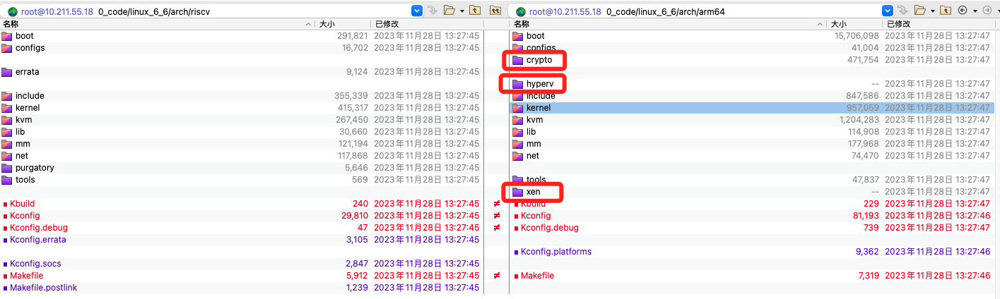 root@10.211.55.18 0_code/linux_6_6/arch/riscv
名称 大小 已修改
boot 291,821 2023年11月28日 13:27:45
configs 16,702 2023年11月28日 13:27:45
errata 9,124 2023年11月28日 13:27:45
include 355,339 2023年11月28日 13:27:45
kernel 415,317 2023年11月28日 13:27:45
kvm 267,450 2023年11月28日 13:27:45
lib 30,660 2023年11月28日 13:27:45
mm 121,194 2023年11月28日 13:27:45
net 117,868 2023年11月28日 13:27:45
purgatory 5,646 2023年11月28日 13:27:45
tools 569 2023年11月28日 13:27:45
Kbuild 240 2023年11月28日 13:27:45 ≠
Kconfig 29,810 2023年11月28日 13:27:45 ≠
Kconfig.debug 47 2023年11月28日 13:27:45 ≠
Kconfig.errata 3,105 2023年11月28日 13:27:45
Kconfig.socs 2,847 2023年11月28日 13:27:45
Makefile 5,912 2023年11月28日 13:27:45 ≠
Makefile.postlink 1,239 2023年11月28日 13:27:45
root@10.211.55.18 0_code/linux_6_6/arch/arm64
名称 大小 已修改
boot 15,706,098 2023年11月28日 13:27:47
configs 41,004 2023年11月28日 13:27:47
crypto 471,754 2023年11月28日 13:27:47
hyperv -- 2023年11月28日 13:27:47
include 847,586 2023年11月28日 13:27:47
kernel 957,059 2023年11月28日 13:27:47
kvm 1,204,283 2023年11月28日 13:27:47
lib 114,908 2023年11月28日 13:27:47
mm 177,968 2023年11月28日 13:27:47
net 74,470 2023年11月28日 13:27:47
tools 47,837 2023年11月28日 13:27:47
xen -- 2023年11月28日 13:27:47
Kbuild 229 2023年11月28日 13:27:47
Kconfig 81,193 2023年11月28日 13:27:46
Kconfig.debug 739 2023年11月28日 13:27:47
Kconfig.platforms 9,362 2023年11月28日 13:27:46
Makefile 7,319 2023年11月28日 13:27:46